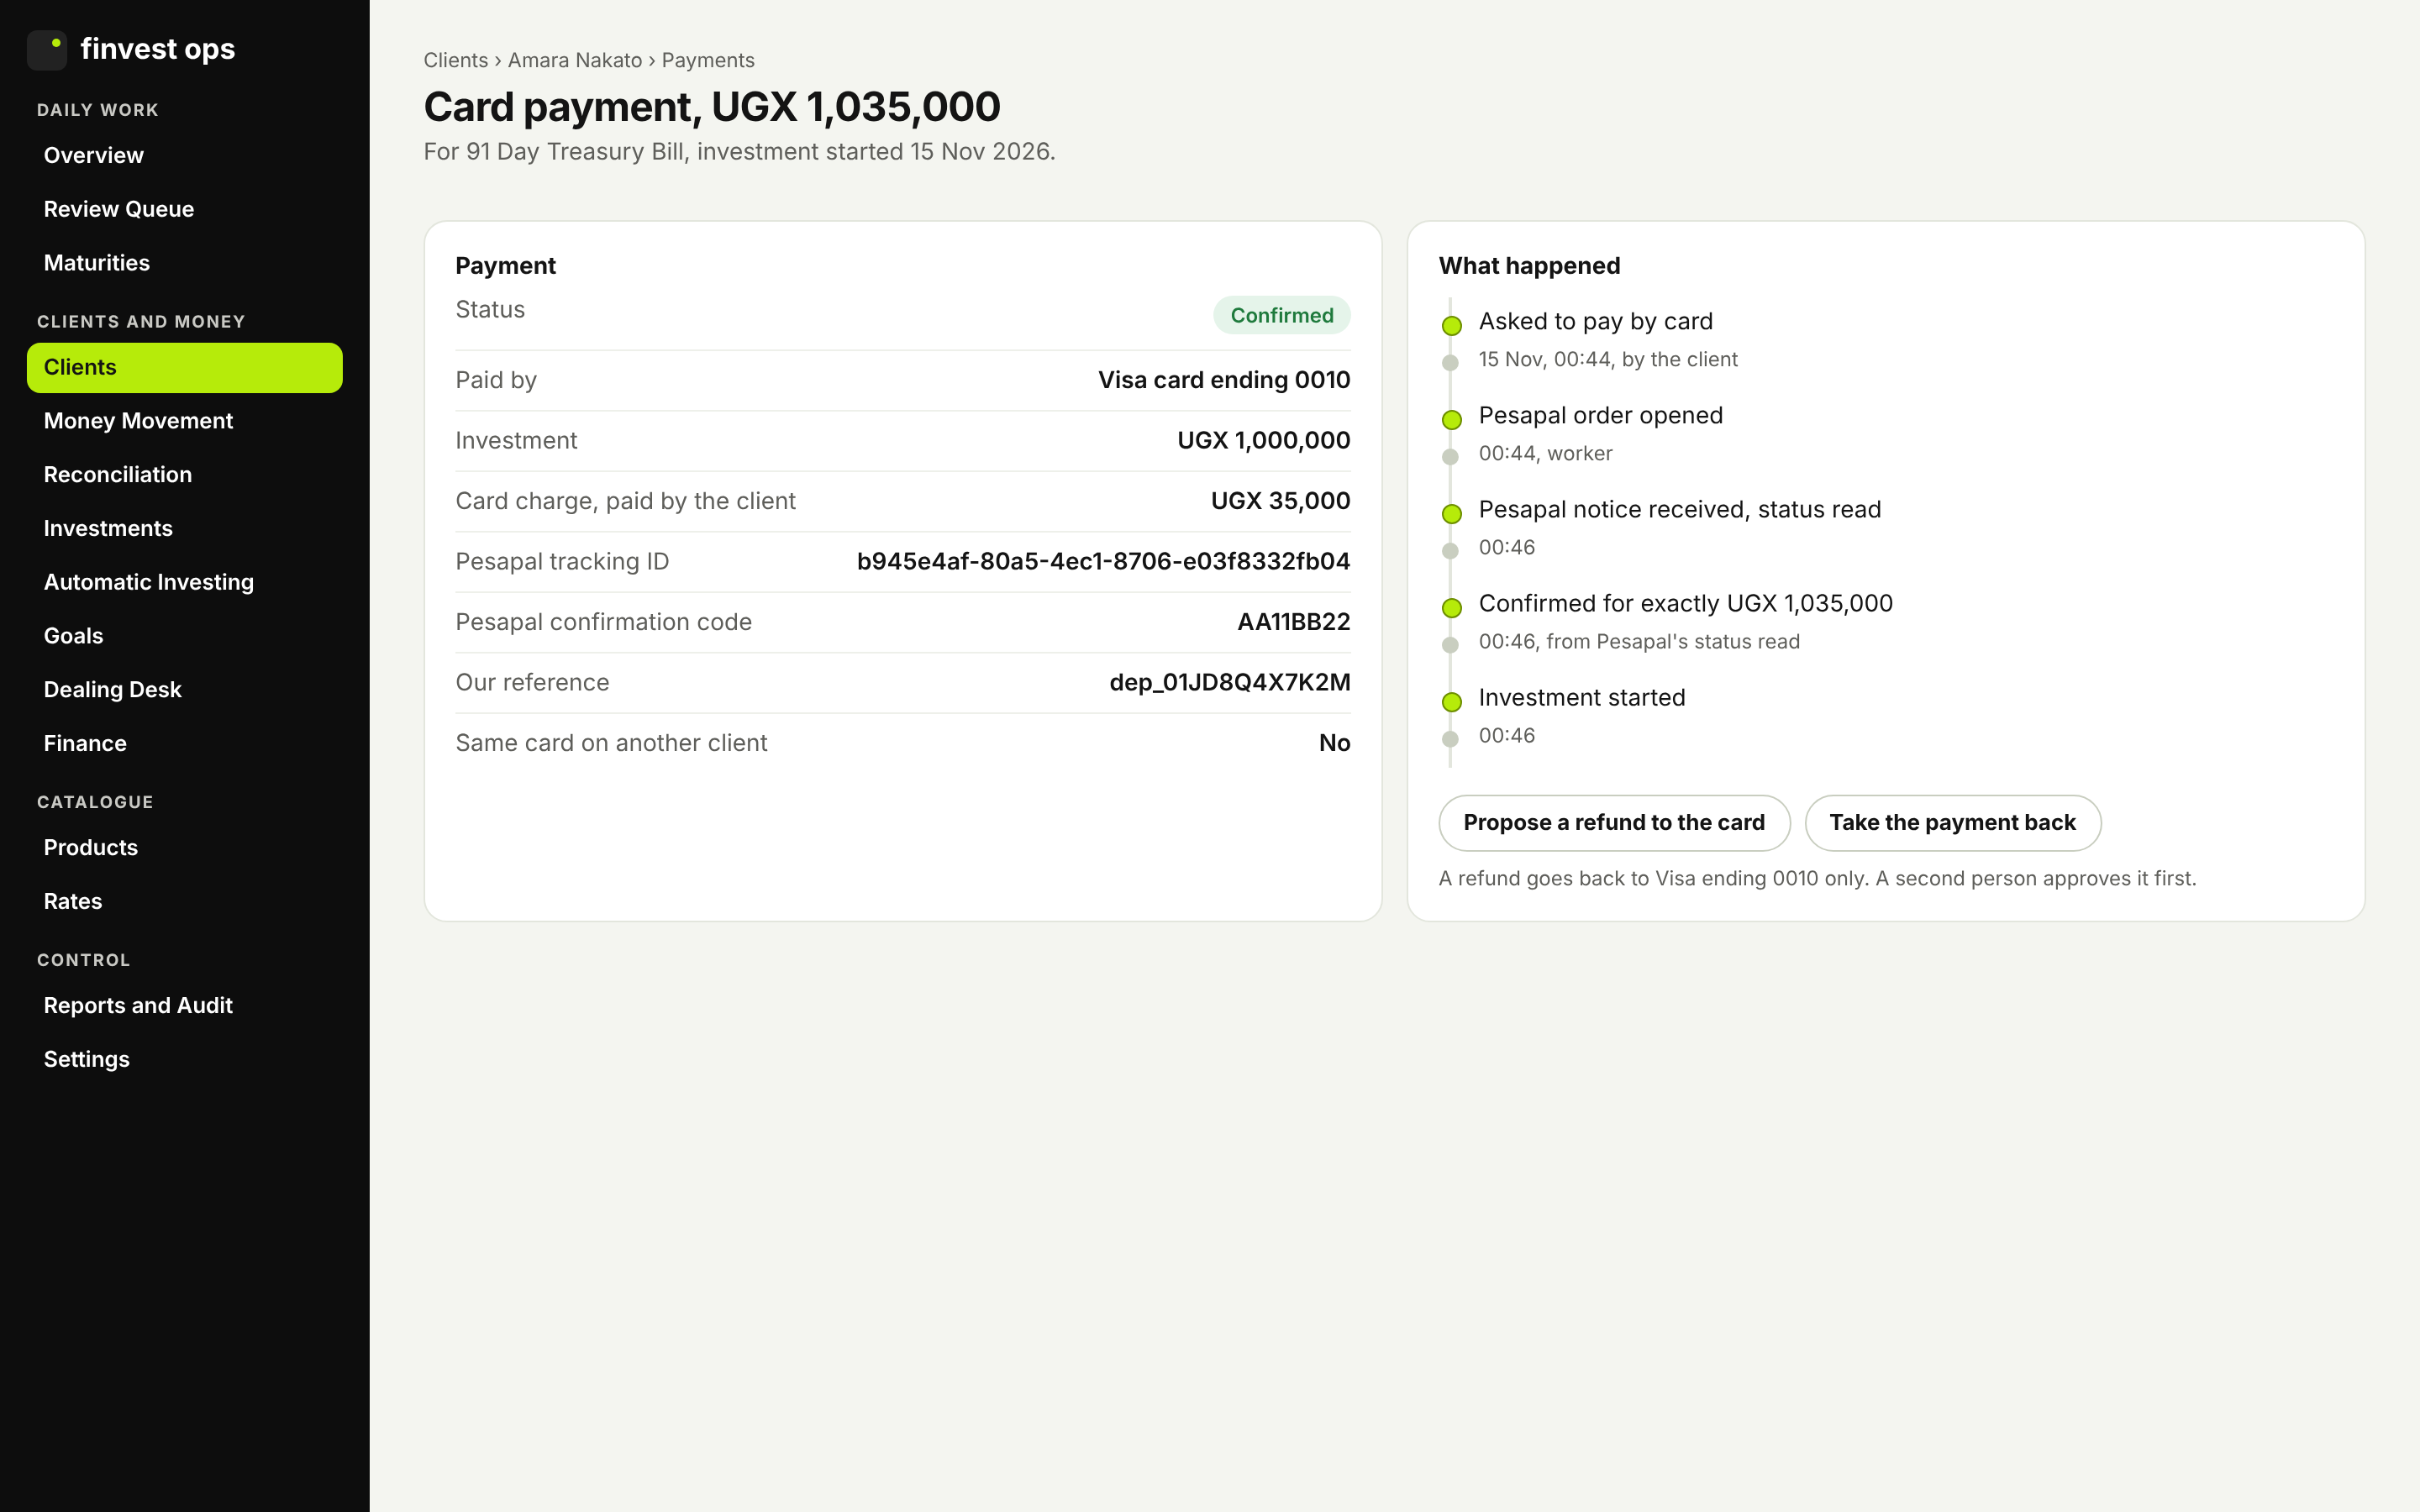 finvest ops
DAILY WORK
Overview
Review Queue
Maturities
CLIENTS AND MONEY
Clients
Money Movement
Reconciliation
Investments
Automatic Investing
Goals
Dealing Desk
Finance
CATALOGUE
Products
Rates
CONTROL
Reports and Audit
Settings
Clients › Amara Nakato › Payments
Card payment, UGX 1,035,000
For 91 Day Treasury Bill, investment started 15 Nov 2026.
Payment
Status Confirmed
Paid by Visa card ending 0010
Investment UGX 1,000,000
Card charge, paid by the client UGX 35,000
Pesapal tracking ID b945e4af-80a5-4ec1-8706-e03f8332fb04
Pesapal confirmation code AA11BB22
Our reference dep_01JD8Q4X7K2M
Same card on another client No
What happened
Asked to pay by card
15 Nov, 00:44, by the client
Pesapal order opened
00:44, worker
Pesapal notice received, status read
00:46
Confirmed for exactly UGX 1,035,000
00:46, from Pesapal's status read
Investment started
00:46
Propose a refund to the card Take the payment back
A refund goes back to Visa ending 0010 only. A second person approves it first.